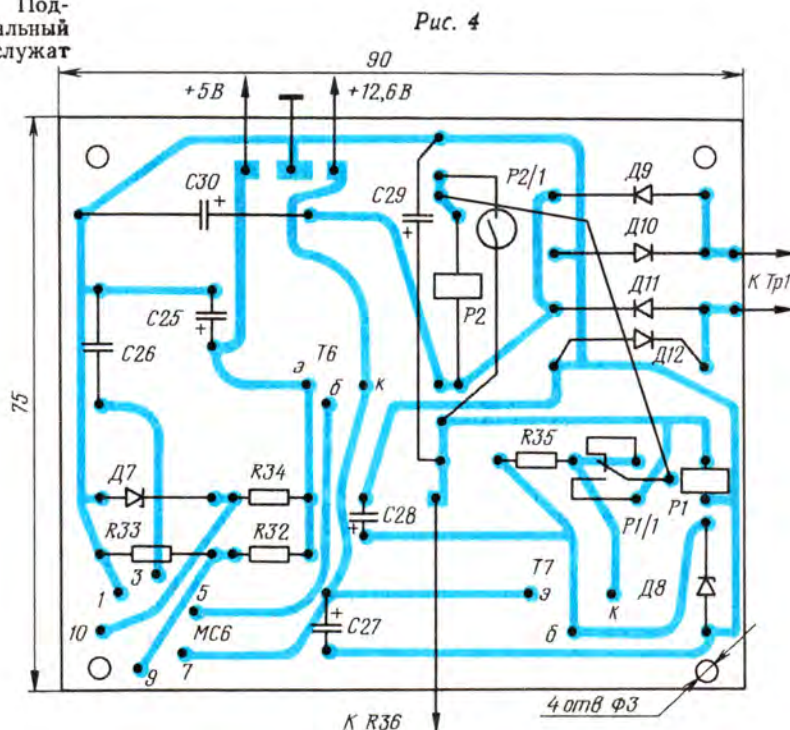 Под-
альный
служат
Рис. 4
90
+5В
+12,6В
75
С30
+
С29
+
Р2/1
Д9
Д10
К Тр1
Д11
Р2
Д12
С25
+
С26
Т6
э
б
к
Д7
R34
R35
R33
R32
С28
+
Р1/1
Р1
3
1
5
Т7
э
к
Д8
10
МС6
+
С27
б
9
7
4 отв Ф3
К R36